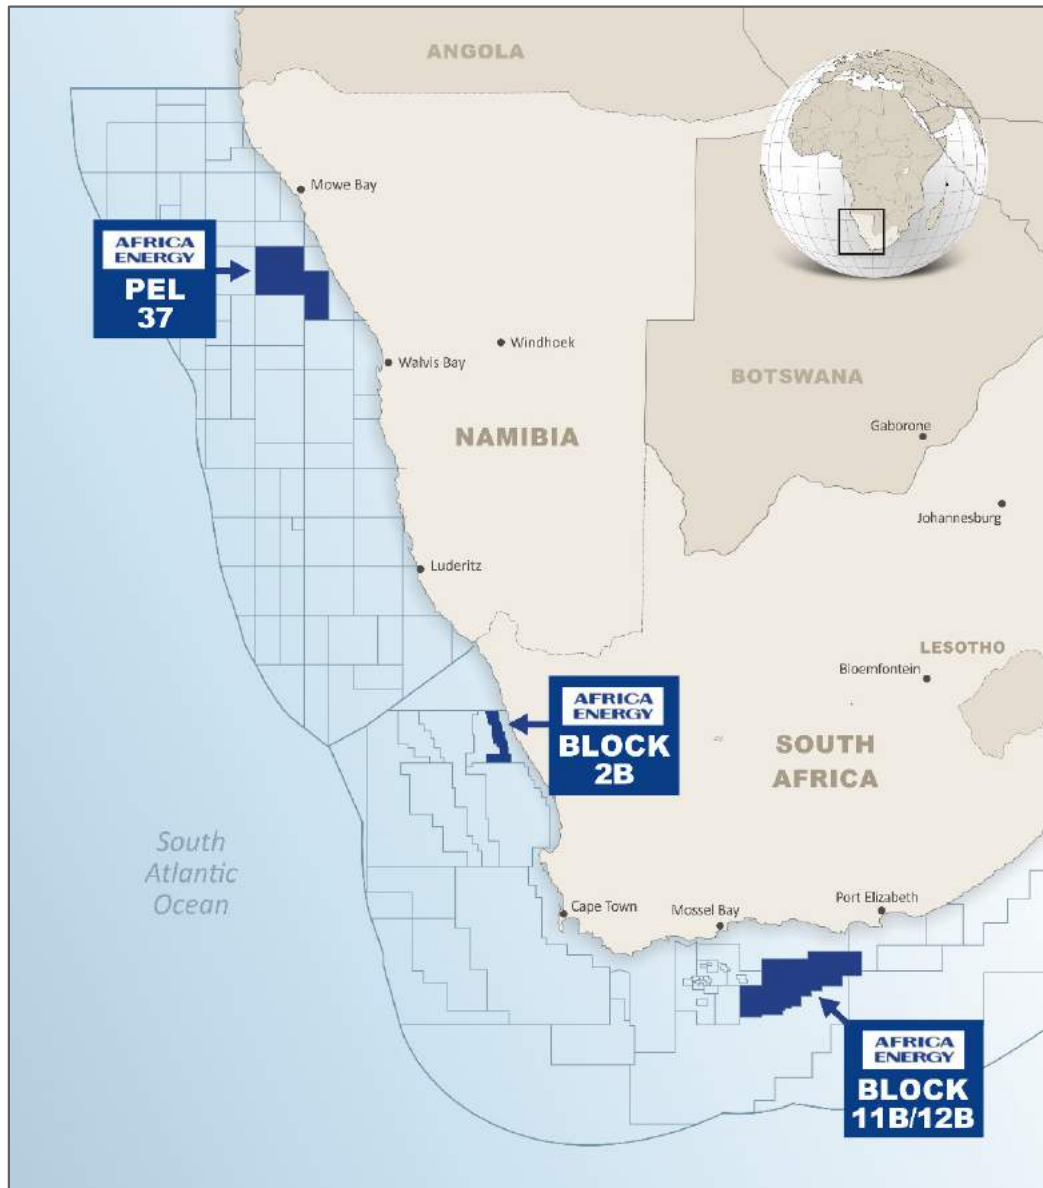 ANGOLA
Mowe Bay
AFRICA
ENERGY
PEL
37
Windhoek
Walvis Bay
BOTSWANA
NAMIBIA
Gaborone
Johannesburg
Luderitz
LESOTHO
Bloemfontein
AFRICA
ENERGY
BLOCK
2B
SOUTH
AFRICA
South
Atlantic
Ocean
Cape Town
Mossel Bay
Port Elizabeth
AFRICA
ENERGY
BLOCK
11B/12B